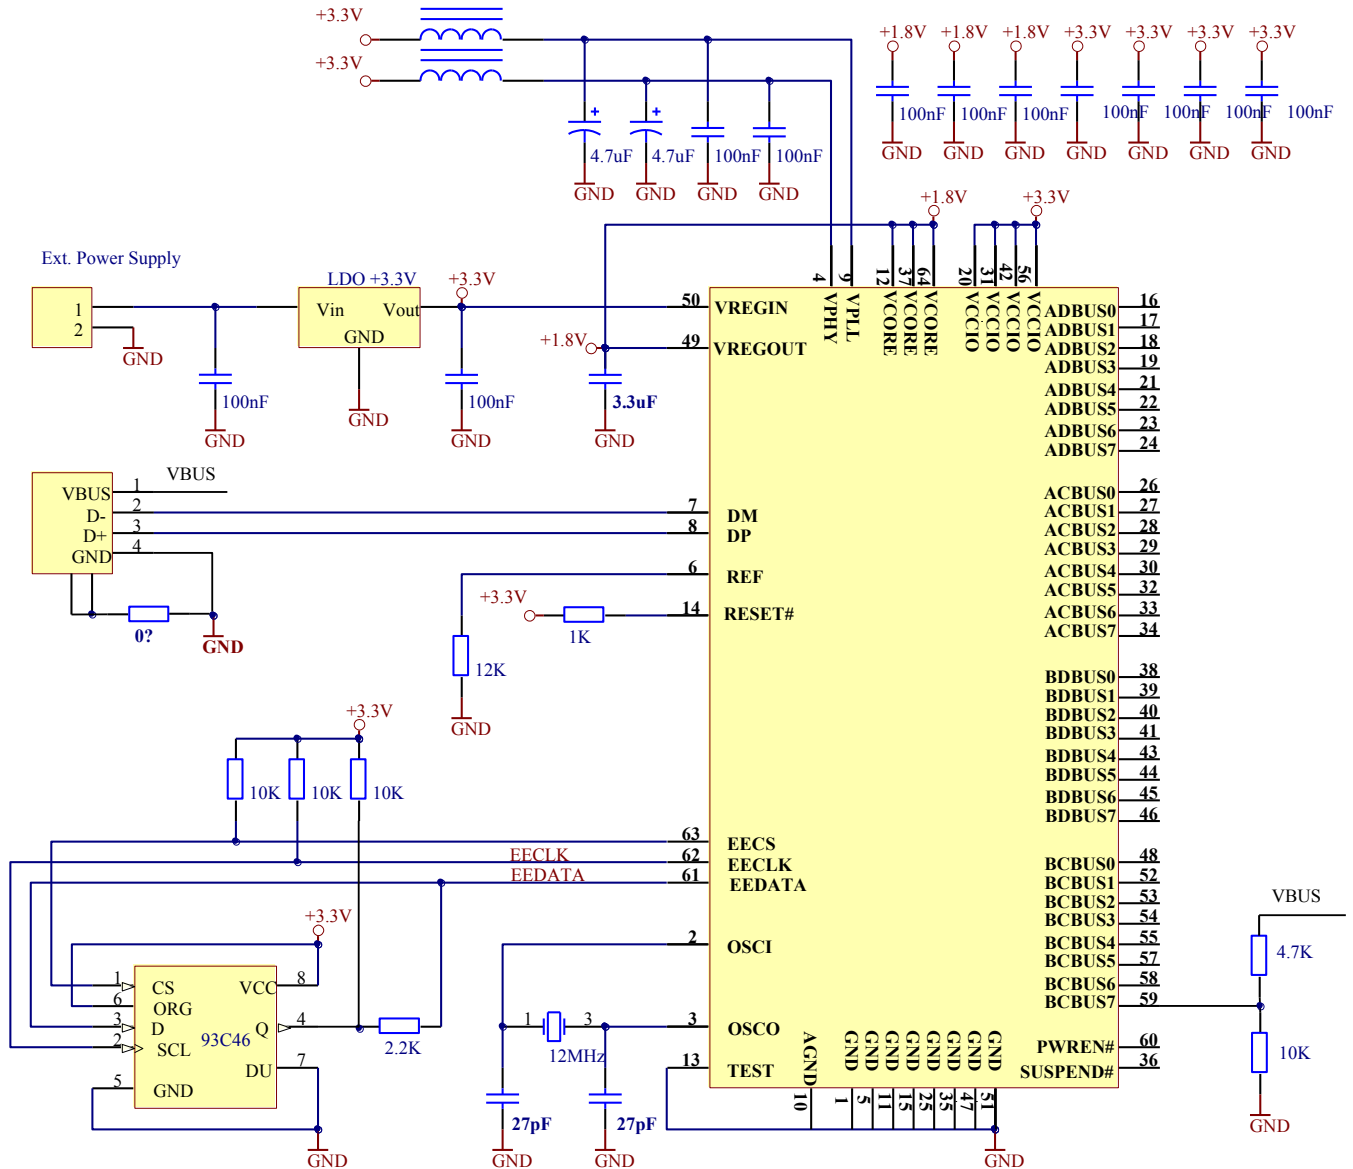 +3.3V
+3.3V
4.7uF
4.7uF
100nF
100nF
GND
GND
GND
GND
+1.8V
+1.8V
+1.8V
+3.3V
+3.3V
+3.3V
+3.3V
100nF
100nF
100nF
100nF
100nF
100nF
100nF
GND
GND
GND
GND
GND
GND
GND
+1.8V
+3.3V
Ext. Power Supply
1
2
GND
100nF
GND
LDO +3.3V
Vin
Vout
GND
GND
+3.3V
100nF
GND
+1.8V
3.3uF
GND
VBUS
VBUS
1
D-
2
D+
3
GND
4
0?
GND
12K
GND
+3.3V
1K
+3.3V
10K
10K
10K
EECLK
EEDATA
+3.3V
1
CS
6
ORG
3
D
2
SCL
5
GND
93C46
VCC
8
Q
4
DU
7
2.2K
GND
1
3
12MHz
27pF
27pF
GND
GND
50
VREGIN
49
VREGOUT
7
DM
8
DP
6
REF
14
RESET#
63
EECS
62
EECLK
61
EEDATA
2
OSCI
3
OSCO
13
TEST
4
VPHY
9
VPLL
12
VCORE
37
VCORE
64
VCORE
20
VCCIO
31
VCCIO
42
VCCIO
56
VCCIO
ADBUS0
16
ADBUS1
17
ADBUS2
18
ADBUS3
19
ADBUS4
21
ADBUS5
22
ADBUS6
23
ADBUS7
24
ACBUS0
26
ACBUS1
27
ACBUS2
28
ACBUS3
29
ACBUS4
30
ACBUS5
32
ACBUS6
33
ACBUS7
34
BDBUS0
38
BDBUS1
39
BDBUS2
40
BDBUS3
41
BDBUS4
43
BDBUS5
44
BDBUS6
45
BDBUS7
46
BCBUS0
48
BCBUS1
52
BCBUS2
53
BCBUS3
54
BCBUS4
55
BCBUS5
57
BCBUS6
58
BCBUS7
59
PWREN#
60
SUSPEND#
36
AGND
10
GND
1
GND
5
GND
11
GND
15
GND
25
GND
35
GND
47
GND
51
GND
VBUS
4.7K
10K
GND